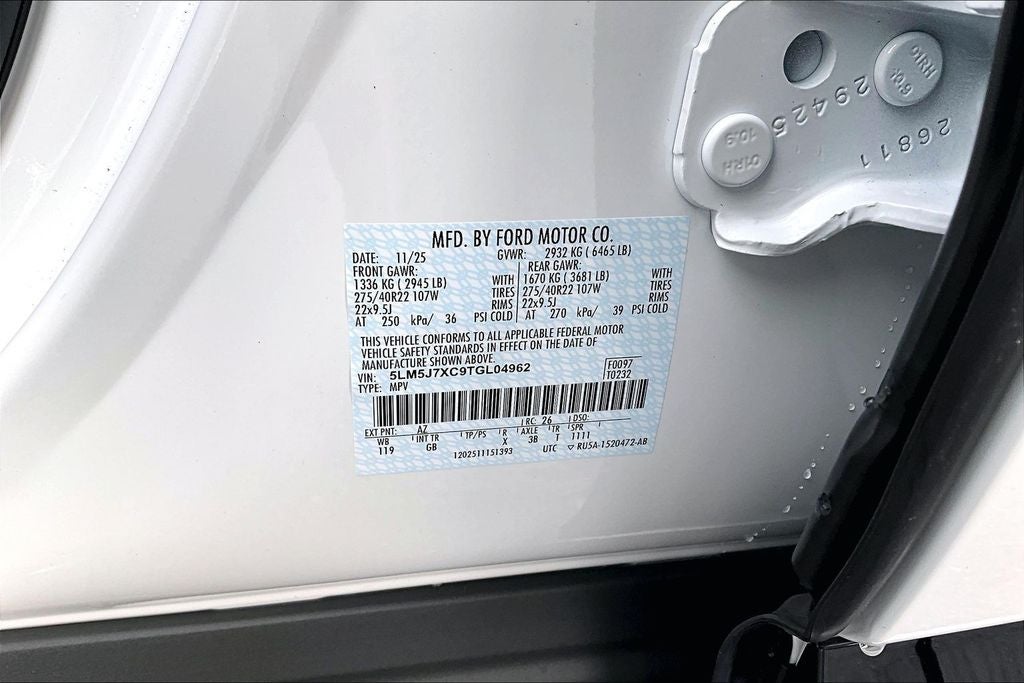 91RH
10.9
29425
26811
01RH
10.9
MFD. BY FORD MOTOR CO.
DATE: 11/25 GVWR: 2932 KG ( 6465 LB)
FRONT GAWR: REAR GAWR:
1336 KG ( 2945 LB) WITH 1670 KG ( 3681 LB) WITH
275/40R22 107W TIRES 275/40R22 107W TIRES
22x9.5J RIMS 22x9.5J RIMS
AT 250 kPa/ 36 PSI COLD AT 270 kPa/ 39 PSI COLD
THIS VEHICLE CONFORMS TO ALL APPLICABLE FEDERAL MOTOR
VEHICLE SAFETY STANDARDS IN EFFECT ON THE DATE OF
MANUFACTURE SHOWN ABOVE.
VIN: 5LM5J7XC9TGL04962 F0097
TYPE: MPV T0232
EXT PNT: AZ RC: 26 DSO:
WB INT TR TP/PS R AXLE TR SPR
119 GB X 3B T 1111
1202511151393 UTC ▽ RU5A-1520472-AB